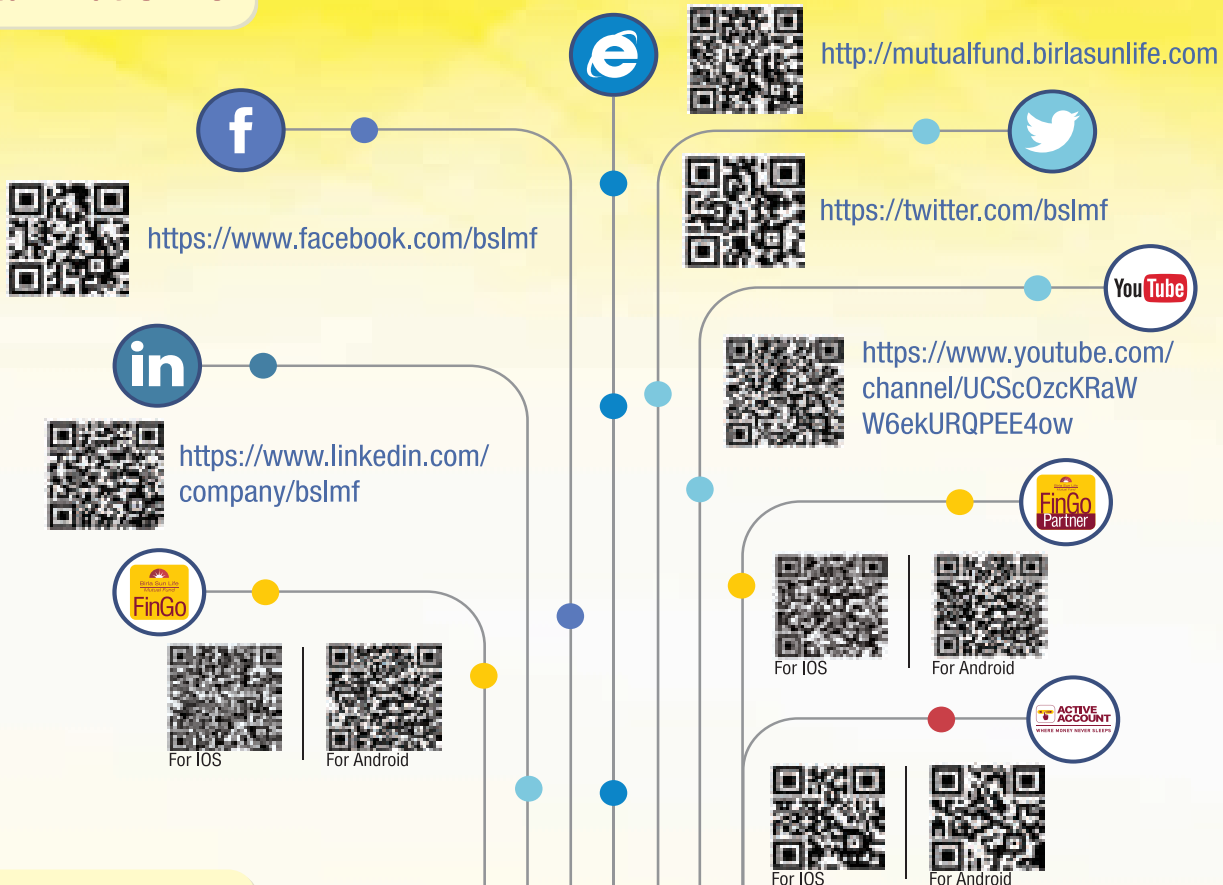 http://mutualfund.birlasunlife.com
f
https://www.facebook.com/bslmf
https://twitter.com/bslmf
You Tube
in
https://www.linkedin.com/
company/bslmf
https://www.youtube.com/
channel/UCScOzcKRaW
W6ekURQPEE4ow
Birla Sun Life
Mutual Fund
FinGo
For IOS
For Android
FinGo
Partner
For IOS
For Android
ACTIVE
ACCOUNT
WHERE MONEY NEVER SLEEPS
For IOS
For Android